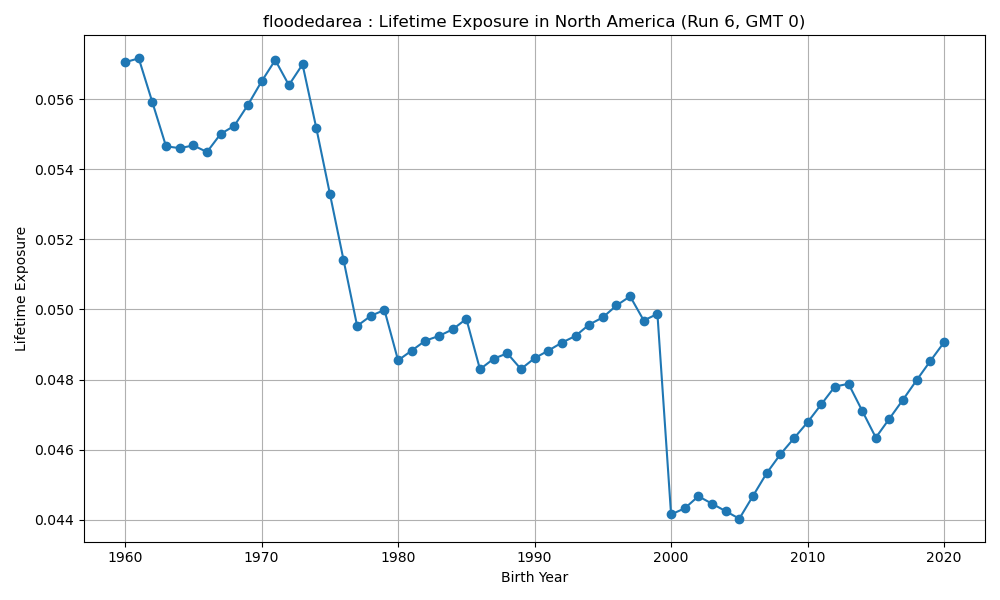 floodedarea : Lifetime Exposure in North America (Run 6, GMT 0)
Lifetime Exposure
0.056
0.054
0.052
0.050
0.048
0.046
0.044
1960 1970 1980 1990 2000 2010 2020
Birth Year